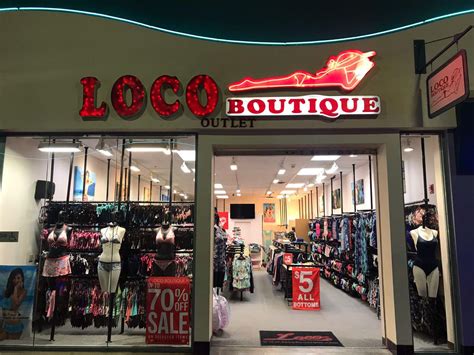 LOCO
BOUTIQUE
OUTLET
LOCO BOUTIQUE
70% OFF
SALE
$5
ALL
BOTTOMS